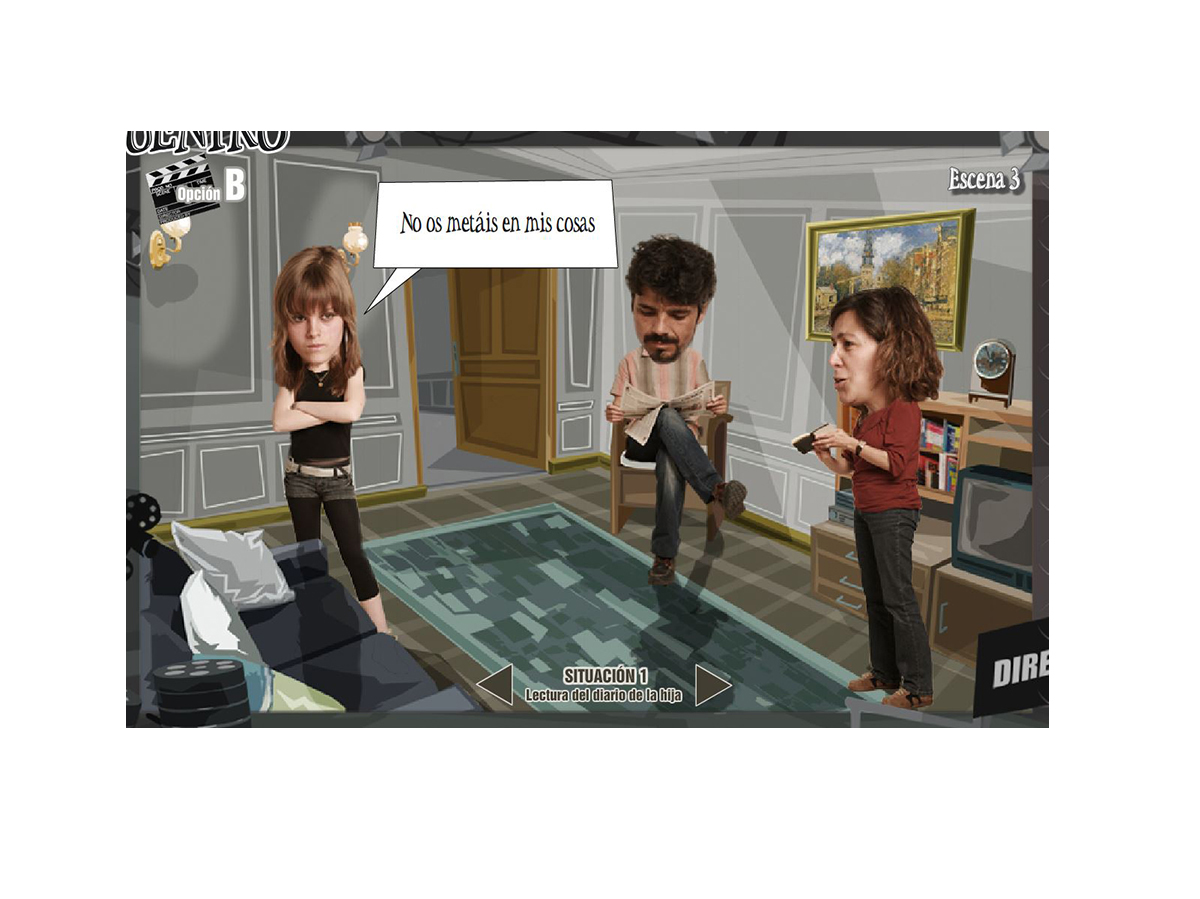 Opción B
Escena 3
No os metáis en mis cosas
SITUACIÓN 1
Lectura del diario de la hija
DIRE